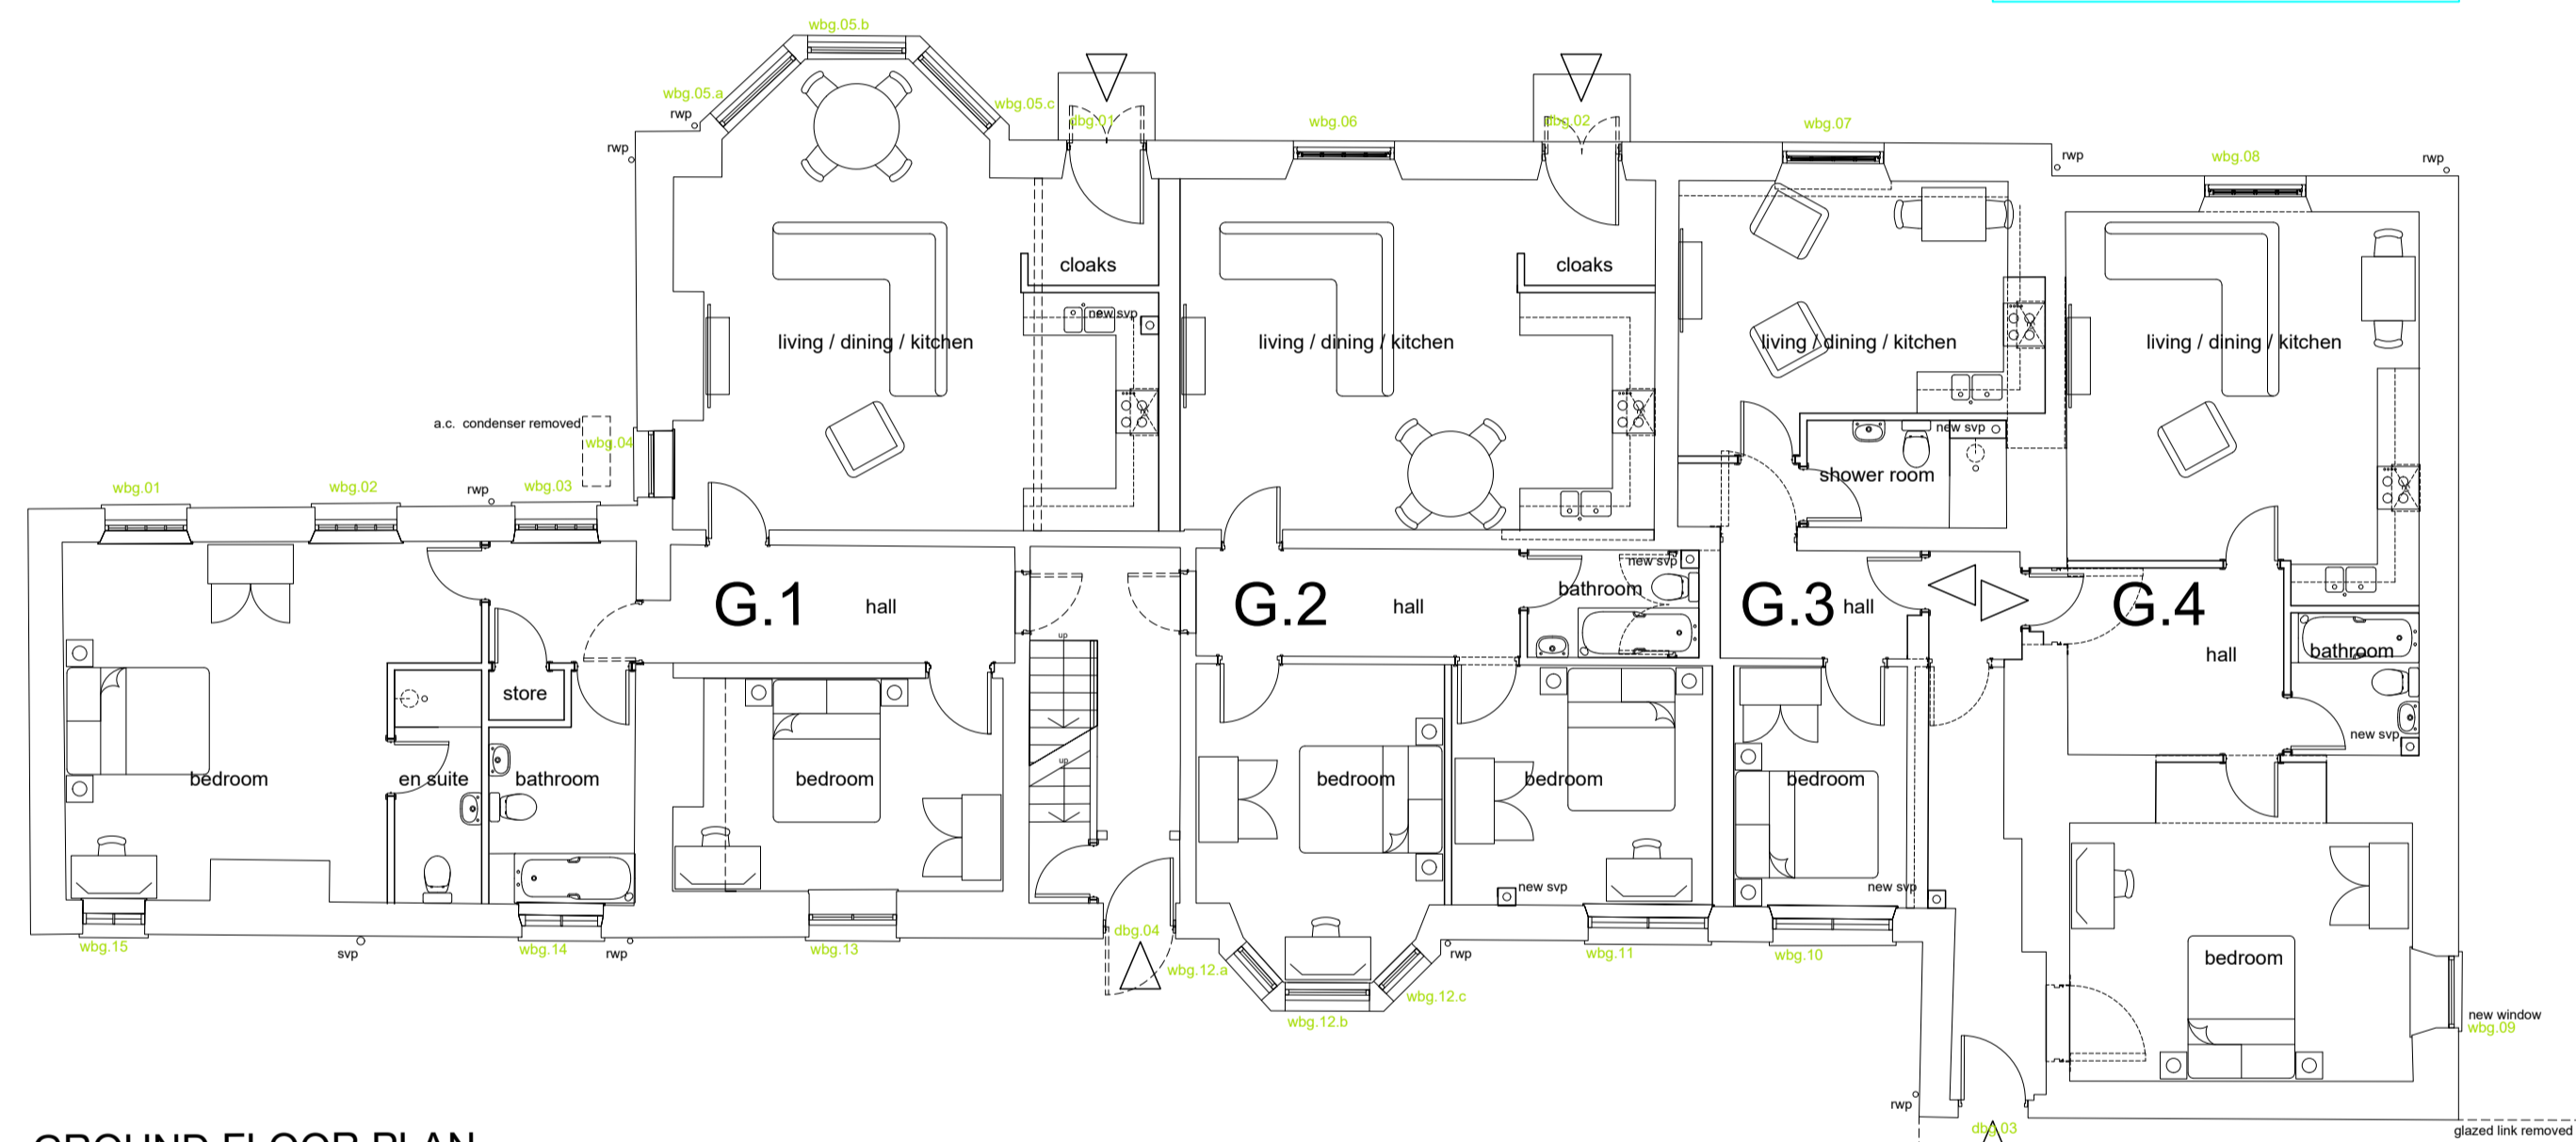 wbg.05.b
wbg.05.a
wbg.05.c
rwp
dbg.01
wbg.06
dbg.02
wbg.07
rwp
rwp
wbg.08
rwp
cloaks
cloaks
new svp
living / dining / kitchen
living / dining / kitchen
living / dining / kitchen
living / dining / kitchen
a.c. condenser removed
wbg.04
new svp
shower room
wbg.01
wbg.02
rwp
wbg.03
new svp
bathroom
G.1
hall
G.2
hall
G.3
hall
G.4
hall
bathroom
up
store
new svp
up
bedroom
en suite
bathroom
bedroom
bedroom
bedroom
bedroom
new svp
new svp
wbg.15
svp
wbg.14
rwp
wbg.13
dbg.04
wbg.12.a
rwp
wbg.11
wbg.10
bedroom
wbg.12.c
wbg.12.b
new window
wbg.09
rwp
dbg.03
glazed link removed
GROUND FLOOR PLAN